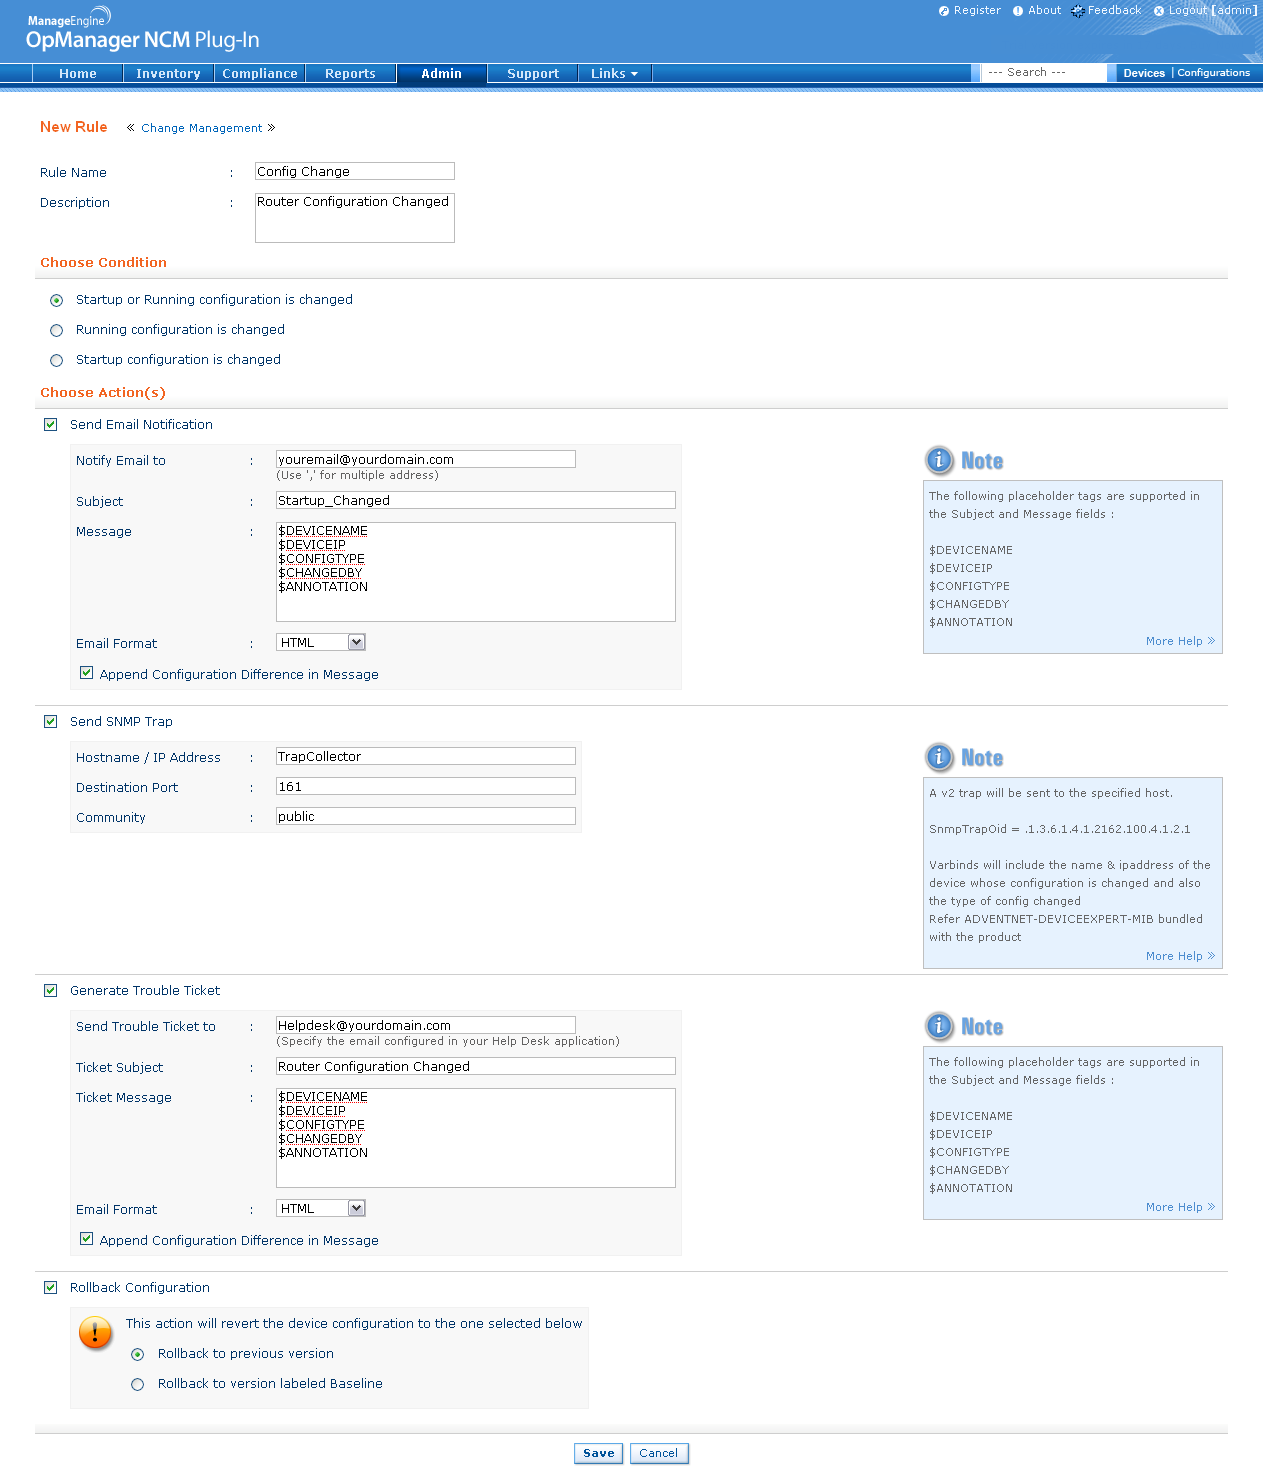 ManageEngine
OpManager NCM Plug-In
Register About Feedback Logout [admin]
Home Inventory Compliance Reports Admin Support Links --- Search --- Devices | Configurations
New Rule « Change Management »
Rule Name : Config Change
Description : Router Configuration Changed
Choose Condition
Startup or Running configuration is changed
Running configuration is changed
Startup configuration is changed
Choose Action(s)
Send Email Notification
Notify Email to : youremail@yourdomain.com
(Use ',' for multiple address)
Subject : Startup_Changed
Message : $DEVICENAME
$DEVICEIP
$CONFIGTYPE
$CHANGEDBY
$ANNOTATION
Email Format : HTML
Append Configuration Difference in Message
Note
The following placeholder tags are supported in
the Subject and Message fields :
$DEVICENAME
$DEVICEIP
$CONFIGTYPE
$CHANGEDBY
$ANNOTATION
More Help »
Send SNMP Trap
Hostname / IP Address : TrapCollector
Destination Port : 161
Community : public
Note
A v2 trap will be sent to the specified host.
SnmpTrapOid = .1.3.6.1.4.1.2162.100.4.1.2.1
Varbinds will include the name & ipaddress of the
device whose configuration is changed and also
the type of config changed
Refer ADVENTNET-DEVICEEXPERT-MIB bundled
with the product
More Help »
Generate Trouble Ticket
Send Trouble Ticket to : Helpdesk@yourdomain.com
(Specify the email configured in your Help Desk application)
Ticket Subject : Router Configuration Changed
Ticket Message : $DEVICENAME
$DEVICEIP
$CONFIGTYPE
$CHANGEDBY
$ANNOTATION
Email Format : HTML
Append Configuration Difference in Message
Note
The following placeholder tags are supported in
the Subject and Message fields :
$DEVICENAME
$DEVICEIP
$CONFIGTYPE
$CHANGEDBY
$ANNOTATION
More Help »
Rollback Configuration
This action will revert the device configuration to the one selected below
Rollback to previous version
Rollback to version labeled Baseline
Save Cancel